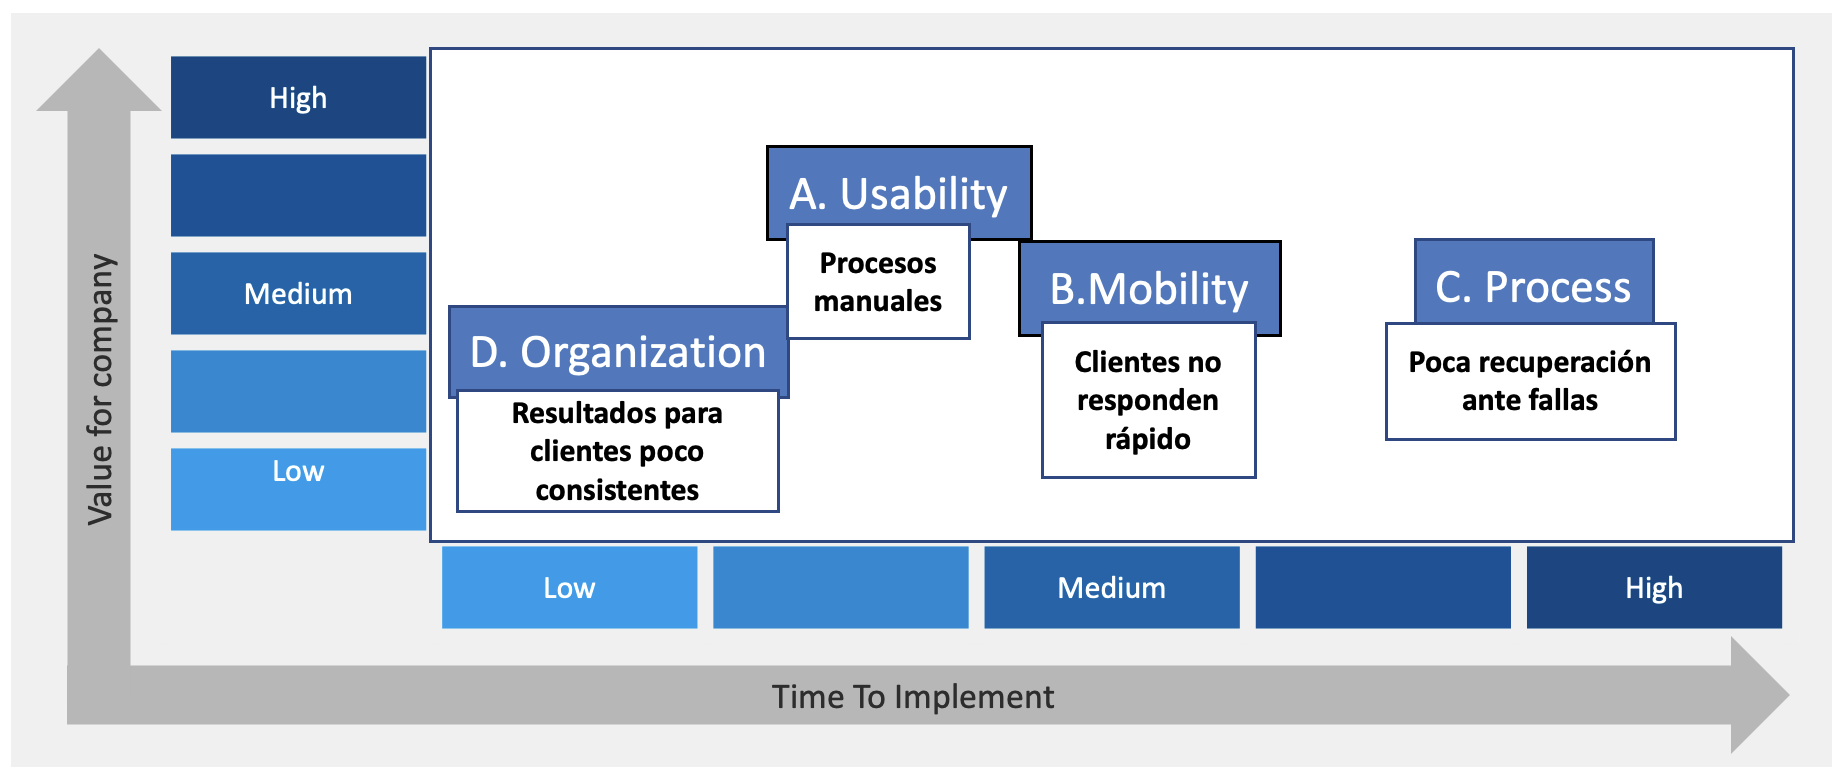 Value for company
High
Medium
Low
A. Usability
Procesos
manuales
B.Mobility
Clientes no
responden
rápido
C. Process
Poca recuperación
ante fallas
D. Organization
Resultados para
clientes poco
consistentes
Low
Medium
High
Time To Implement